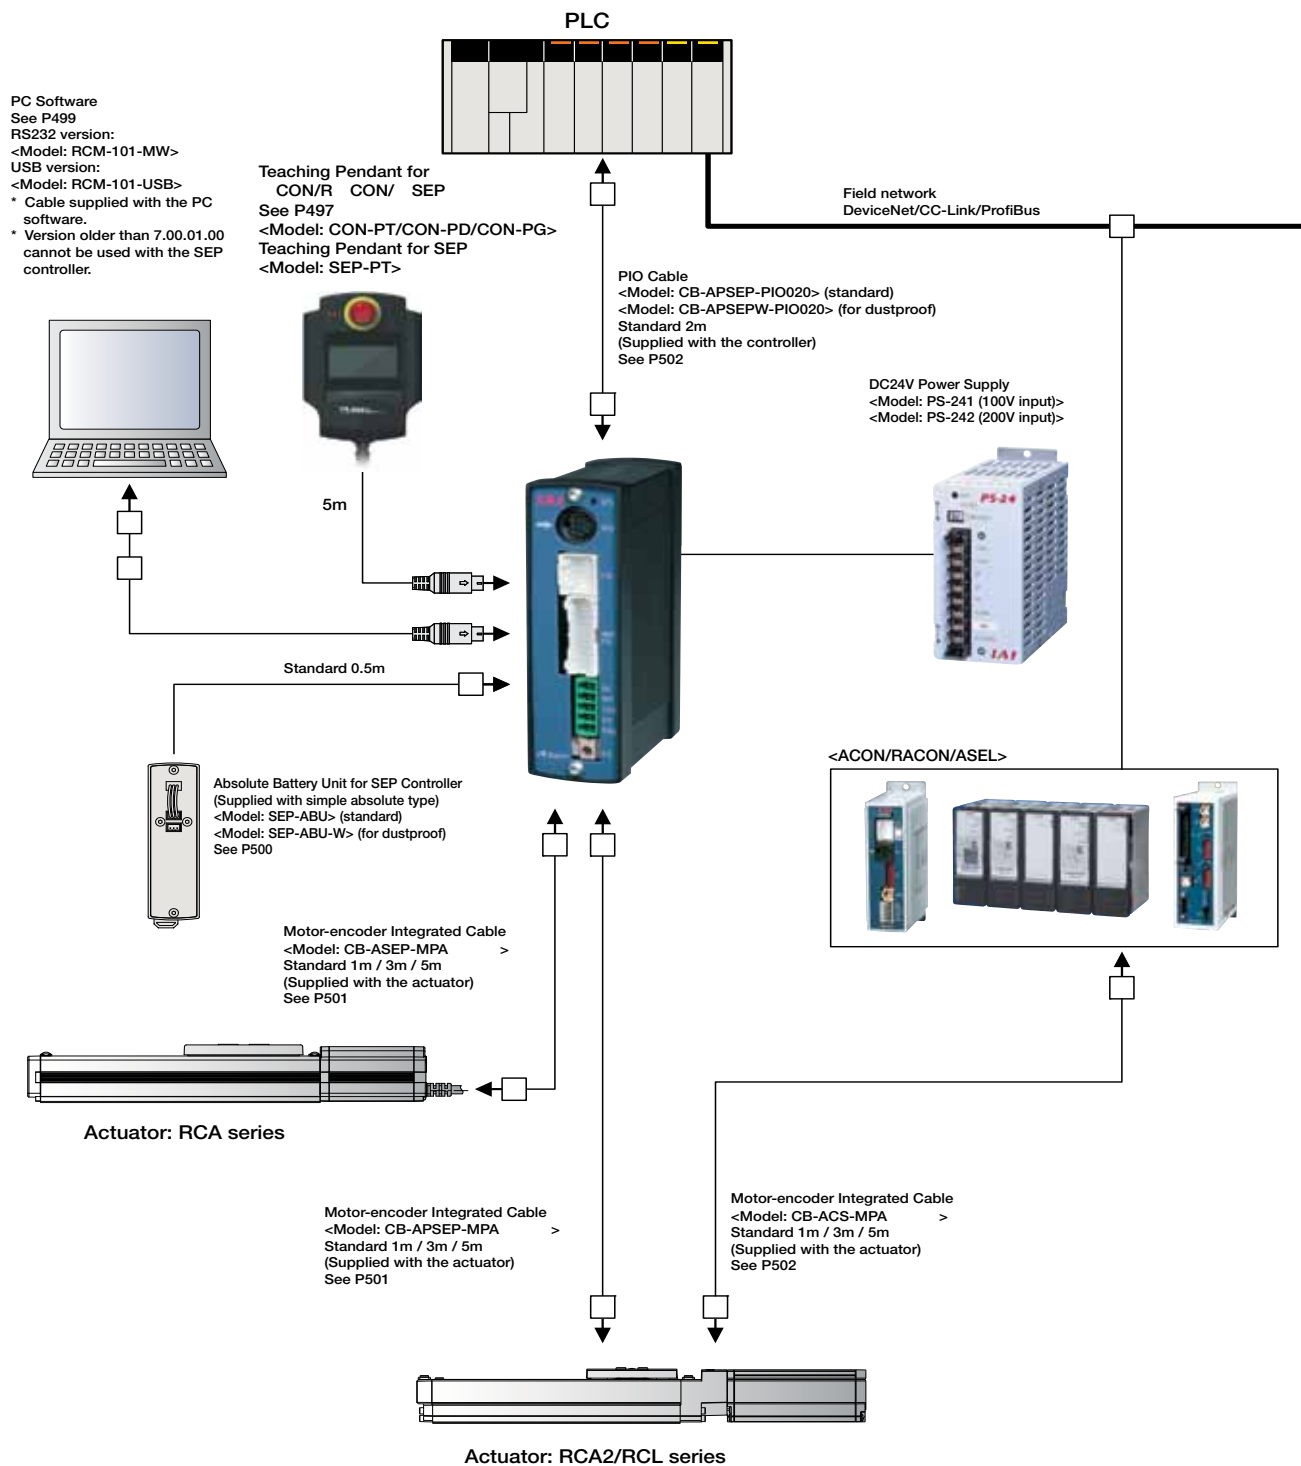 PLC
PC Software
See P499
RS232 version:
<Model: RCM-101-MW>
USB version:
<Model: RCM-101-USB>
* Cable supplied with the PC
software.
* Version older than 7.00.01.00
cannot be used with the SEP
controller.
Teaching Pendant for
CON/R CON/ SEP
See P497
<Model: CON-PT/CON-PD/CON-PG>
Teaching Pendant for SEP
<Model: SEP-PT>
Field network
DeviceNet/CC-Link/ProfiBus
PIO Cable
<Model: CB-APSEP-PIO020> (standard)
<Model: CB-APSEPW-PIO020> (for dustproof)
Standard 2m
(Supplied with the controller)
See P502
DC24V Power Supply
<Model: PS-241 (100V input)>
<Model: PS-242 (200V input)>
5m
PS-24
IAI
Standard 0.5m
<ACON/RACON/ASEL>
Absolute Battery Unit for SEP Controller
(Supplied with simple absolute type)
<Model: SEP-ABU> (standard)
<Model: SEP-ABU-W> (for dustproof)
See P500
Motor-encoder Integrated Cable
<Model: CB-ASEP-MPA >
Standard 1m / 3m / 5m
(Supplied with the actuator)
See P501
Actuator: RCA series
Motor-encoder Integrated Cable
<Model: CB-APSEP-MPA >
Standard 1m / 3m / 5m
(Supplied with the actuator)
See P501
Motor-encoder Integrated Cable
<Model: CB-ACS-MPA >
Standard 1m / 3m / 5m
(Supplied with the actuator)
See P502
Actuator: RCA2/RCL series